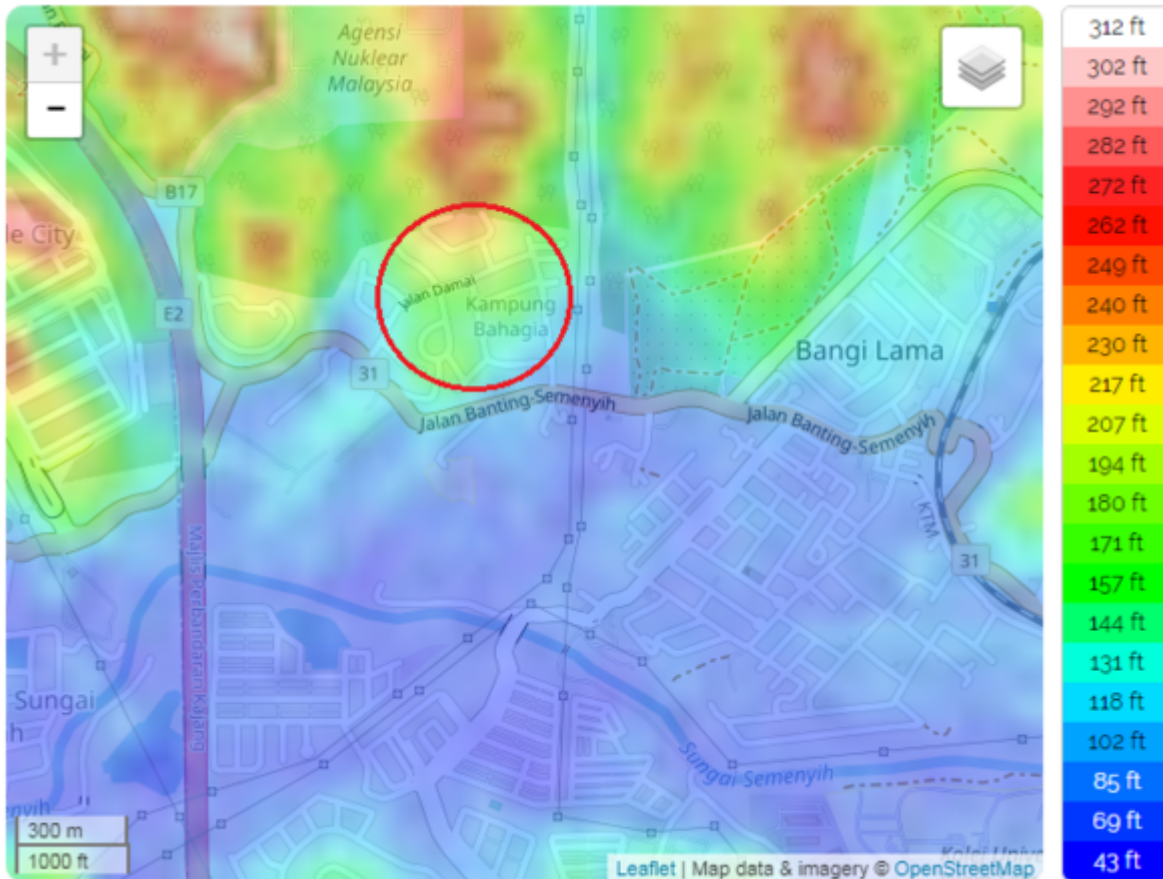 +
-
Agensi
Nuklear
Malaysia
B17
le City
E2
Jalan Damai
Kampung
Bahagia
31
Jalan Banting-Semenyih
Bangi Lama
Jalan Banting-Semenyih
KTM
31
Majlis Perbandaran Kajang
Sungai
h
Sungai Semenyih
enyih
300 m
1000 ft
Kolej Unive
Leaflet | Map data & imagery © OpenStreetMap
312 ft
302 ft
292 ft
282 ft
272 ft
262 ft
249 ft
240 ft
230 ft
217 ft
207 ft
194 ft
180 ft
171 ft
157 ft
144 ft
131 ft
118 ft
102 ft
85 ft
69 ft
43 ft